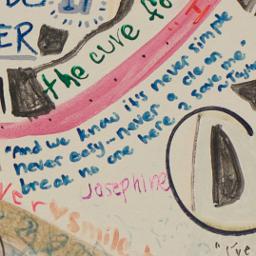 ER
the cure fo
"And we know it's never simple
never easy... never a clean
break no one here 2 save me"
~Taylor
Josephine
ver ♥ smile
"I've